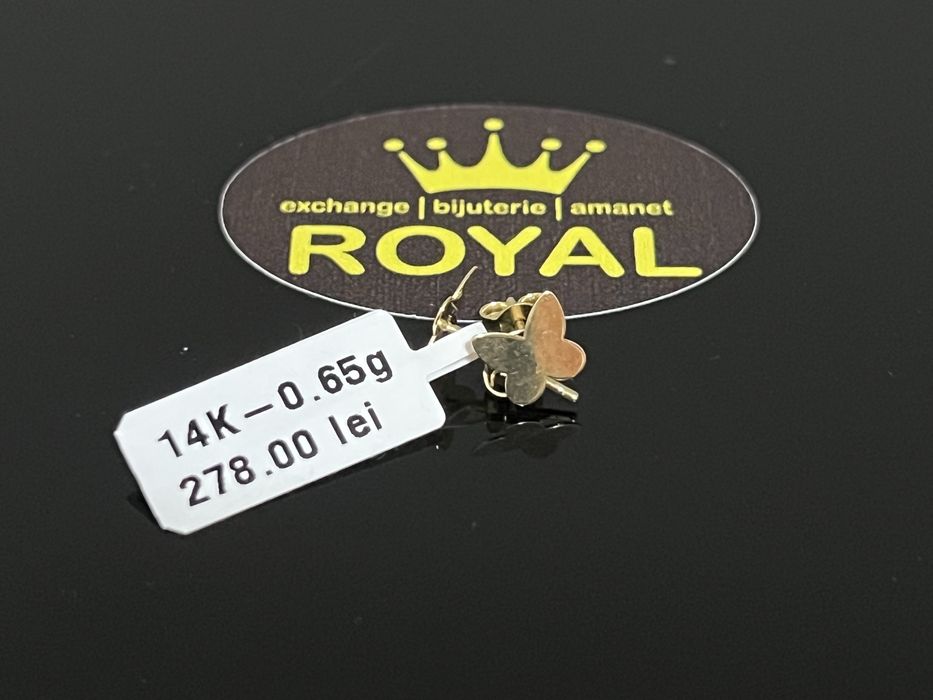 exchange | bijuterie | amanet
ROYAL
14K-0.65g
278.00 lei